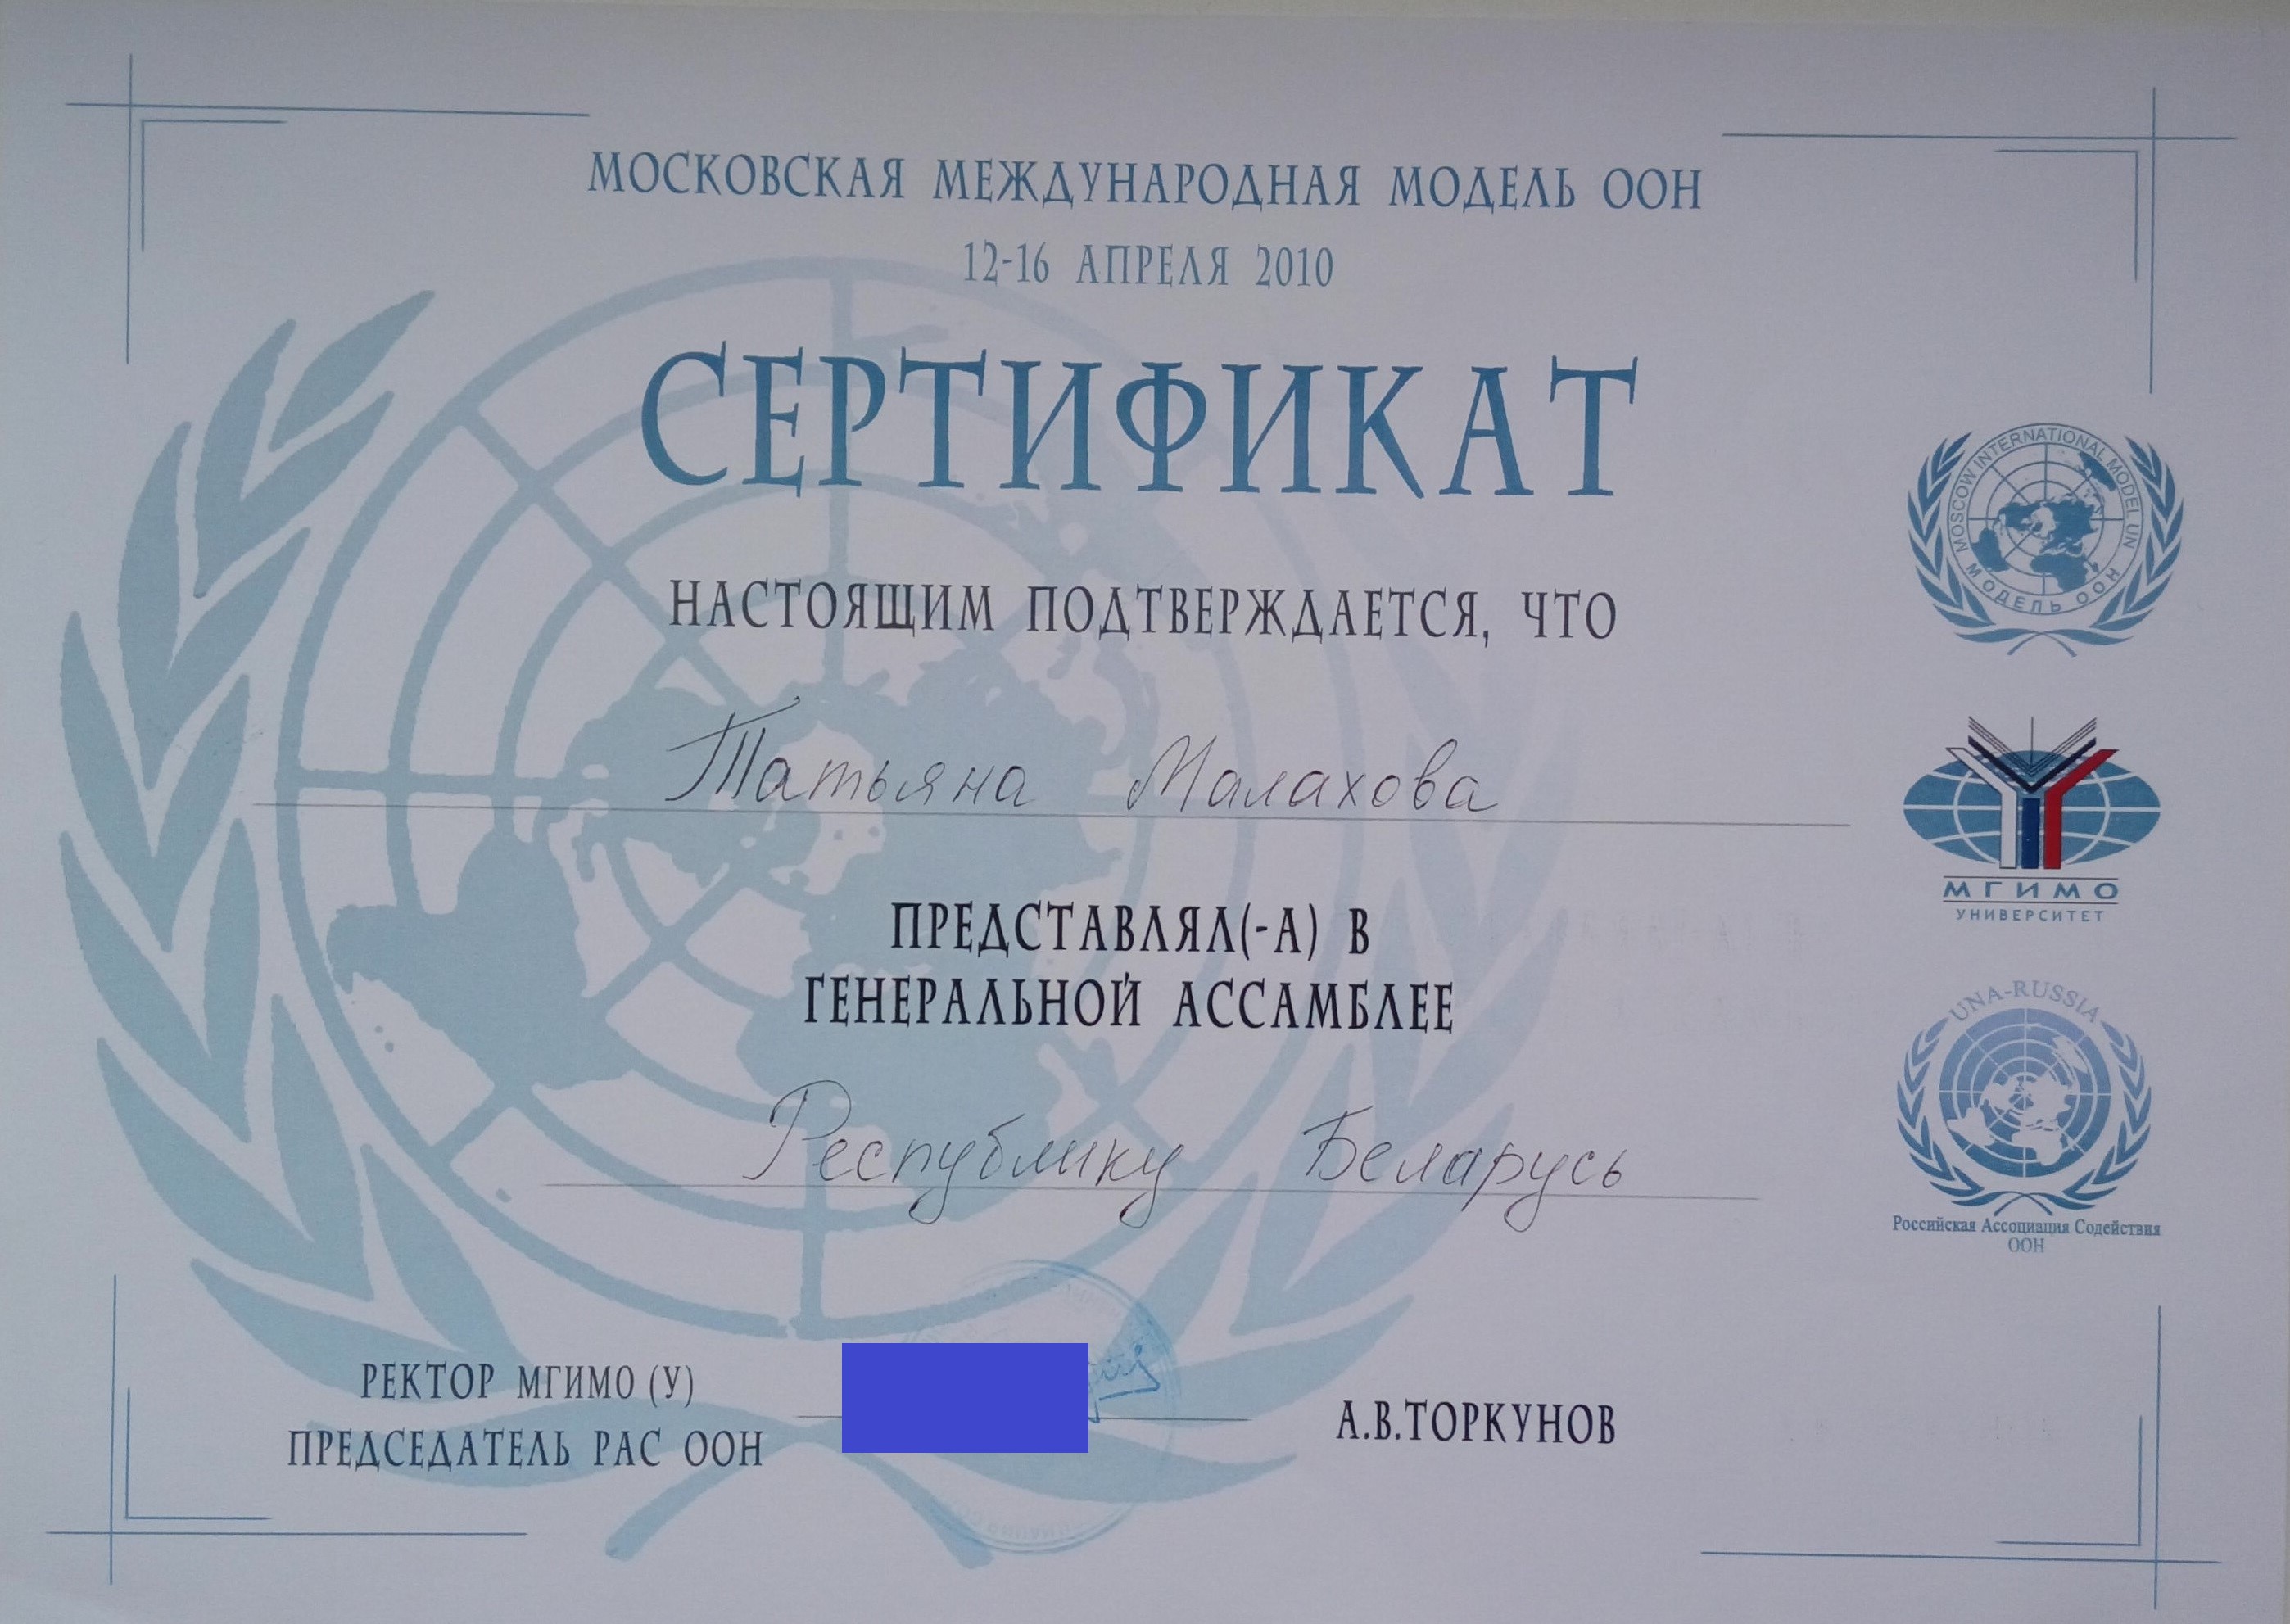 МОСКОВСКАЯ МЕЖДУНАРОДНАЯ МОДЕЛЬ ООН
12-16 АПРЕЛЯ 2010
СЕРТИФИКАТ
НАСТОЯЩИМ ПОДТВЕРЖДАЕТСЯ, ЧТО
Татьяна Малахова
ПРЕДСТАВЛЯЛ(-А) В
ГЕНЕРАЛЬНОЙ АССАМБЛЕЕ
Республику Беларусь
РЕКТОР МГИМО (У)
ПРЕДСЕДАТЕЛЬ РАС ООН
А.В.ТОРКУНОВ
MOSCOW INTERNATIONAL MODEL UN
МОДЕЛЬ ООН
МГИМО
УНИВЕРСИТЕТ
UNA-RUSSIA
Российская Ассоциация Содействия
ООН